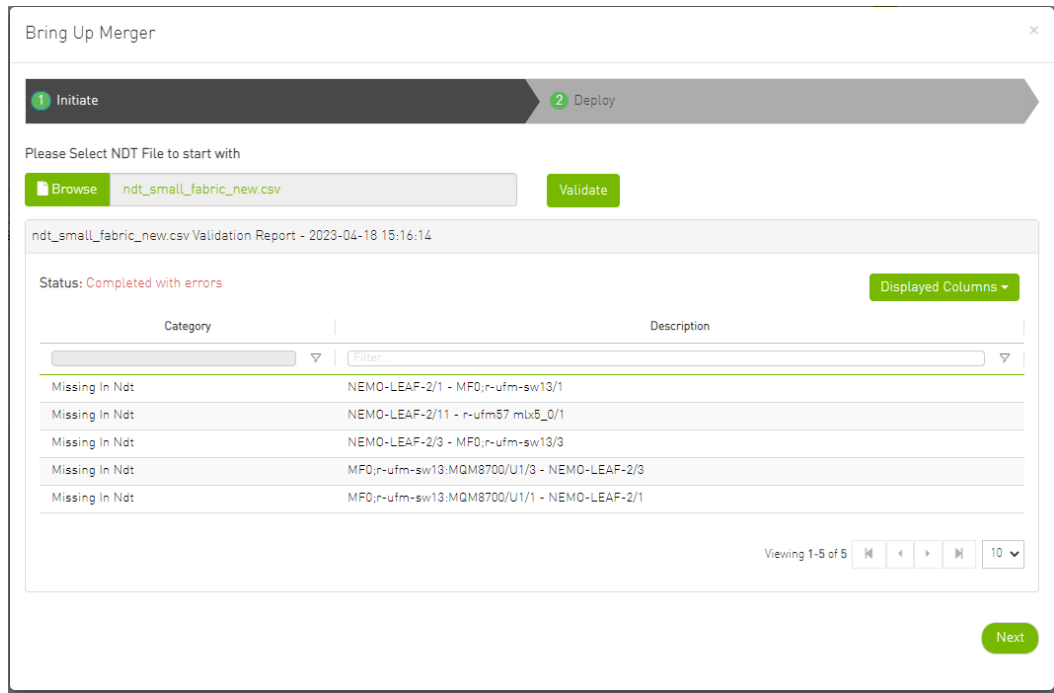 Bring Up Merger
1 Initiate
2 Deploy
Please Select NDT File to start with
Browse ndt_small_fabric_new.csv Validate
ndt_small_fabric_new.csv Validation Report - 2023-04-18 15:16:14
Status: Completed with errors
Displayed Columns
Category Description
Filter...
Missing In Ndt NEMO-LEAF-2/1 - MF0;r-ufm-sw13/1
Missing In Ndt NEMO-LEAF-2/11 - r-ufm57 mlx5_0/1
Missing In Ndt NEMO-LEAF-2/3 - MF0;r-ufm-sw13/3
Missing In Ndt MF0;r-ufm-sw13:MQM8700/U1/3 - NEMO-LEAF-2/3
Missing In Ndt MF0;r-ufm-sw13:MQM8700/U1/1 - NEMO-LEAF-2/1
Viewing 1-5 of 5 10
Next